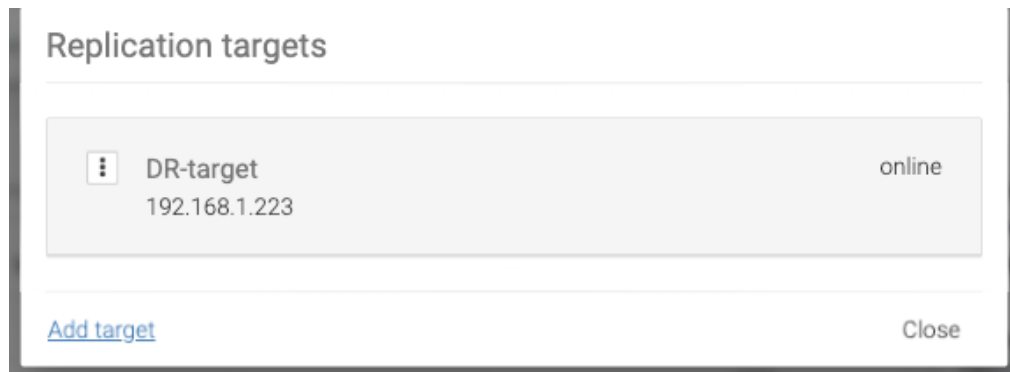 Replication targets
DR-target
online
192.168.1.223
Add target
Close